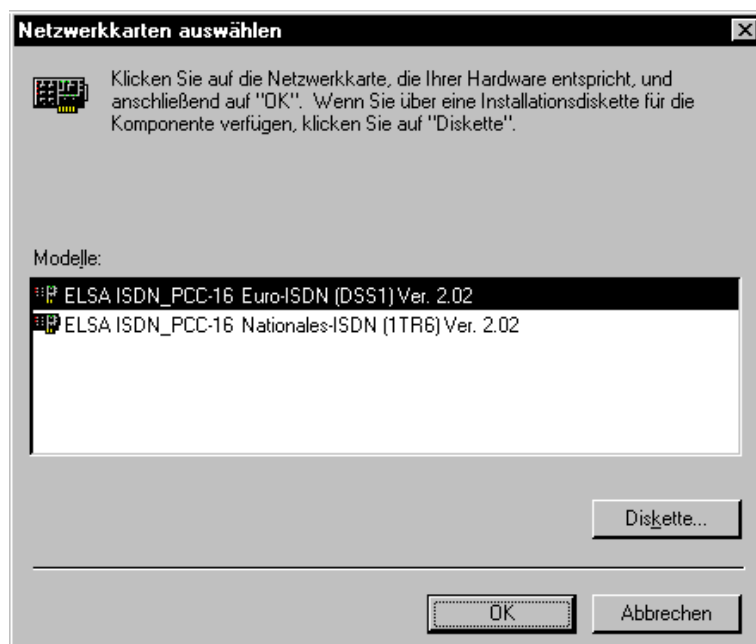 Netzwerkkarten auswählen
Klicken Sie auf die Netzwerkkarte, die Ihrer Hardware entspricht, und
anschließend auf "OK". Wenn Sie über eine Installationsdiskette für die
Komponente verfügen, klicken Sie auf "Diskette".
Modelle:
ELSA ISDN_PCC-16 Euro-ISDN (DSS1) Ver. 2.02
ELSA ISDN_PCC-16 Nationales-ISDN (1TR6) Ver. 2.02
Diskette...
OK
Abbrechen